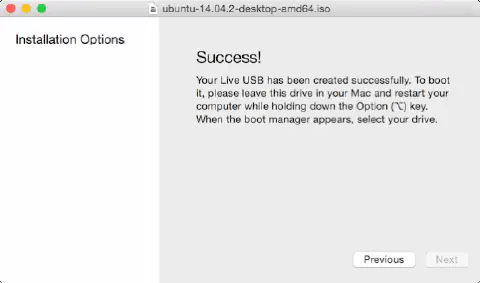 ubuntu-14.04.2-desktop-amd64.iso
Installation Options
Success!
Your Live USB has been created successfully. To boot
it, please leave this drive in your Mac and restart your
computer while holding down the Option (⌥) key.
When the boot manager appears, select your drive.
Previous
Next